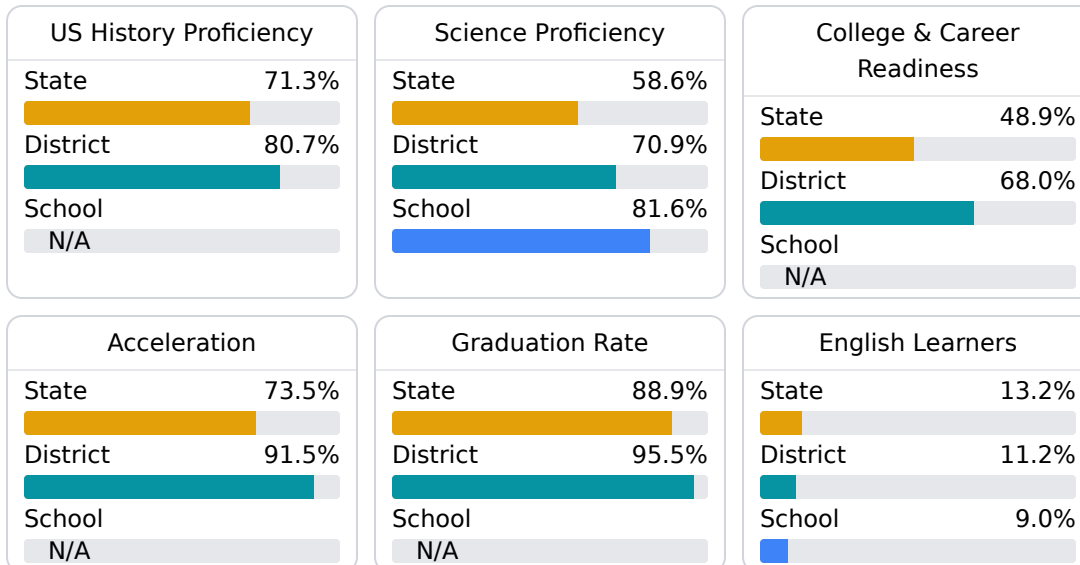 US History Proficiency
State 71.3%
District 80.7%
School
N/A
Science Proficiency
State 58.6%
District 70.9%
School 81.6%
College & Career
Readiness
State 48.9%
District 68.0%
School
N/A
Acceleration
State 73.5%
District 91.5%
School
N/A
Graduation Rate
State 88.9%
District 95.5%
School
N/A
English Learners
State 13.2%
District 11.2%
School 9.0%